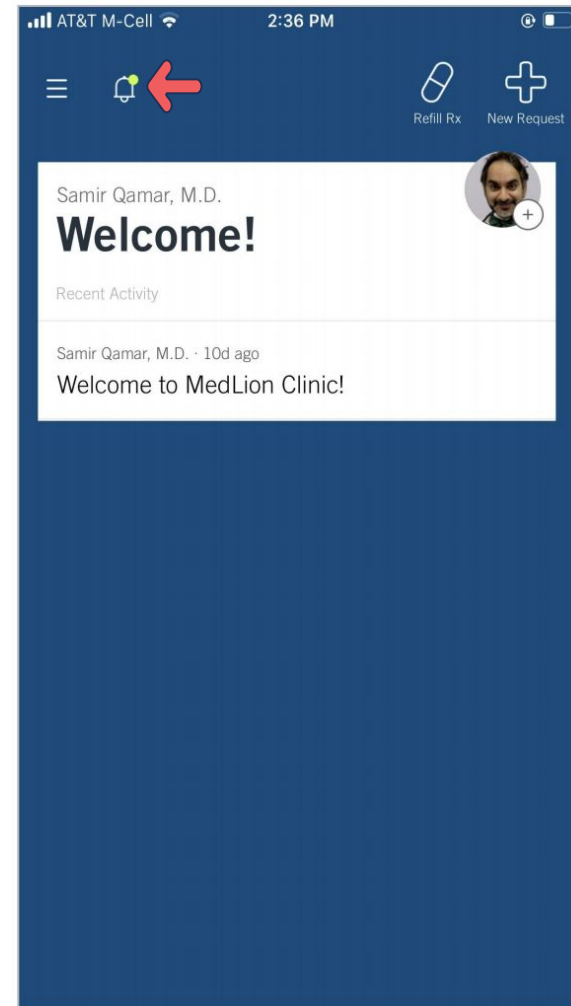 AT&T M-Cell 2:36 PM
Refill Rx New Request
Samir Qamar, M.D.
Welcome!
Recent Activity
Samir Qamar, M.D. · 10d ago
Welcome to MedLion Clinic!